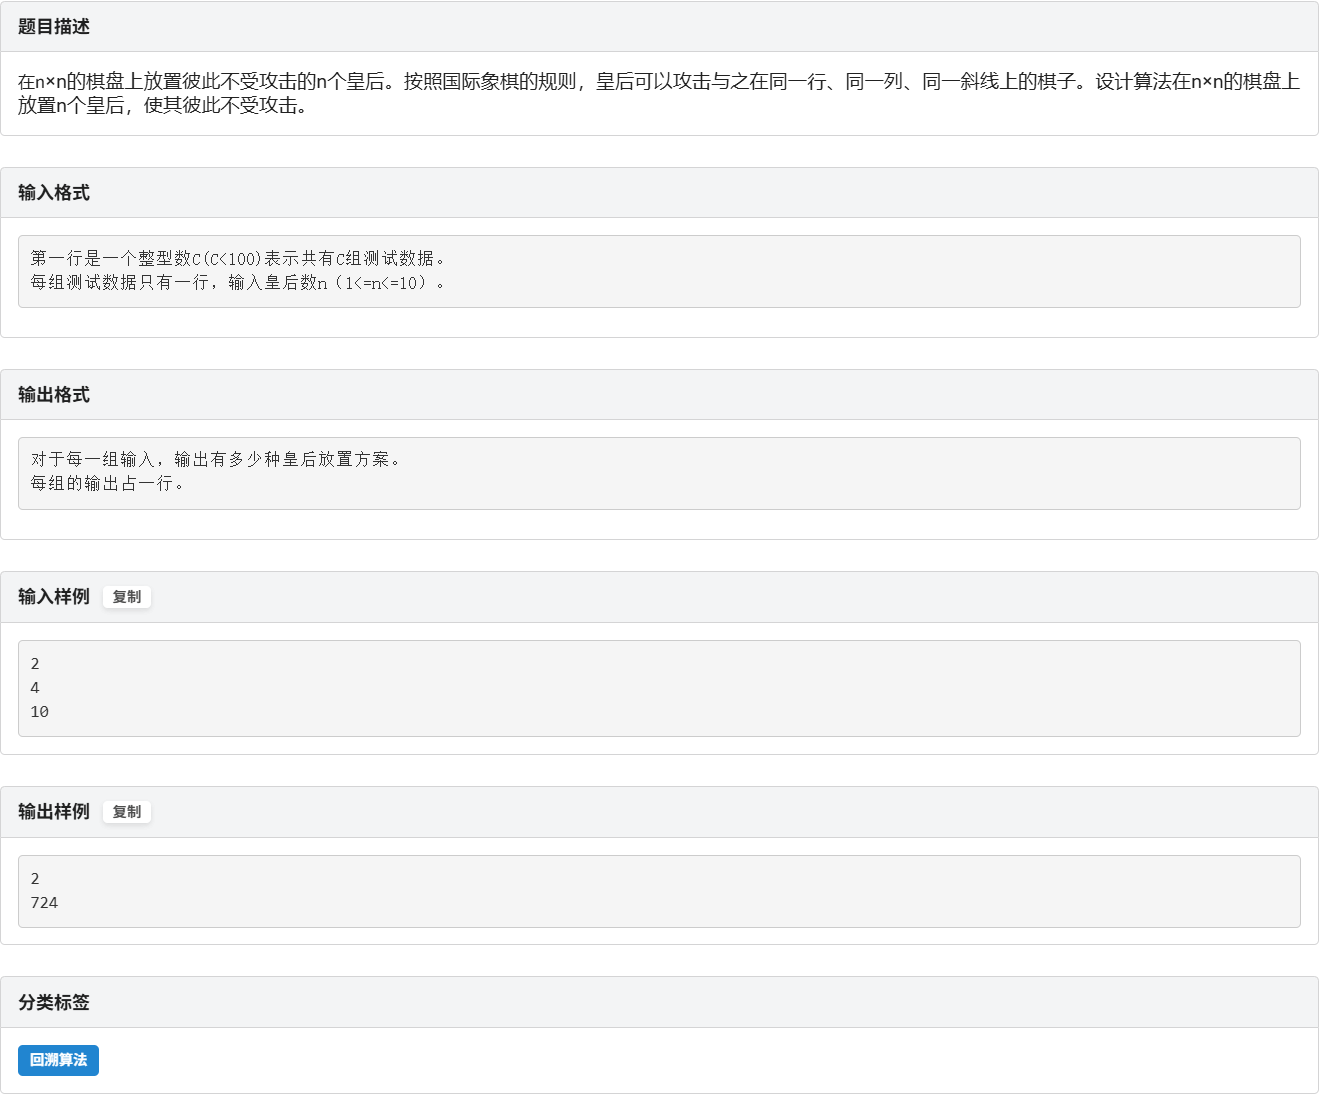 题目描述
在n×n的棋盘上放置彼此不受攻击的n个皇后。按照国际象棋的规则，皇后可以攻击与之在同一行、同一列、同一斜线上的棋子。设计算法在n×n的棋盘上
放置n个皇后，使其彼此不受攻击。
输入格式
第一行是一个整型数C(C<100)表示共有C组测试数据。
每组测试数据只有一行，输入皇后数n（1<=n<=10）。
输出格式
对于每一组输入，输出有多少种皇后放置方案。
每组的输出占一行。
输入样例 复制
2
4
10
输出样例 复制
2
724
分类标签
回溯算法